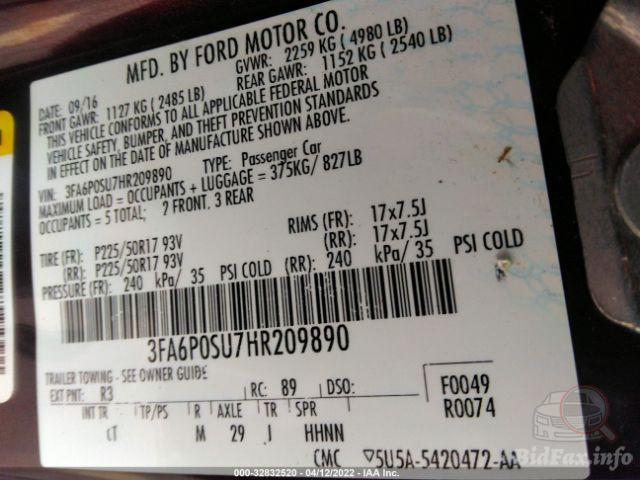 MFD. BY FORD MOTOR CO.
DATE: 09/16 GVWR: 2259 KG ( 4980 LB)
FRONT GAWR: 1127 KG ( 2485 LB) REAR GAWR: 1152 KG ( 2540 LB)
THIS VEHICLE CONFORMS TO ALL APPLICABLE FEDERAL MOTOR
VEHICLE SAFETY, BUMPER, AND THEFT PREVENTION STANDARDS
IN EFFECT ON THE DATE OF MANUFACTURE SHOWN ABOVE.
VIN: 3FA6P0SU7HR209890 TYPE: Passenger Car
MAXIMUM LOAD = OCCUPANTS + LUGGAGE = 375KG/ 827LB
OCCUPANTS = 5 TOTAL; 2 FRONT, 3 REAR
TIRE (FR): P225/50R17 93V RIMS (FR): 17x7.5J
(RR): P225/50R17 93V (RR): 17x7.5J
PRESSURE (FR): 240 kPa/ 35 PSI COLD (RR): 240 kPa/ 35 PSI COLD
3FA6P0SU7HR209890
TRAILER TOWING - SEE OWNER GUIDE
EXT PNT: R3 RC: 89 DSO: F0049
R0074
INT TR TP/PS R AXLE TR SPR
CT M 29 J HHNN
CMC 5U5A-5420472-AA
000-32832520 - 04/12/2022 - IAA Inc.
BidFax.info